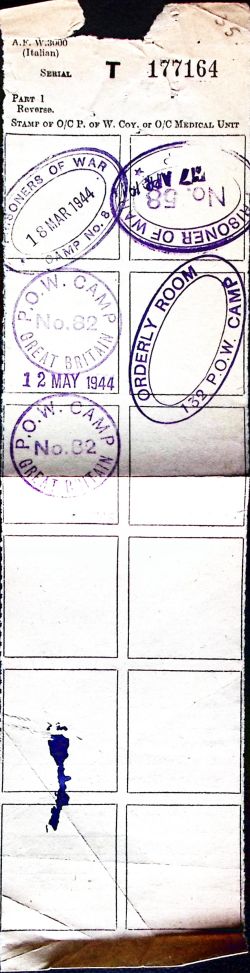 A.F. W.3000
(Italian)
SERIAL T 177164
PART 1
Reverse.
STAMP OF O/C P. OF W. COY. OR O/C MEDICAL UNIT
PRISONERS OF WAR
18 MAR 1944
CAMP No. 8
PRISONER OF WAR
No. 68
17 APR
P.O.W. CAMP
No. 82
GREAT BRITAIN
12 MAY 1944
ORDERLY ROOM
132 P.O.W. CAMP
P.O.W. CAMP
No. 82
GREAT BRITAIN